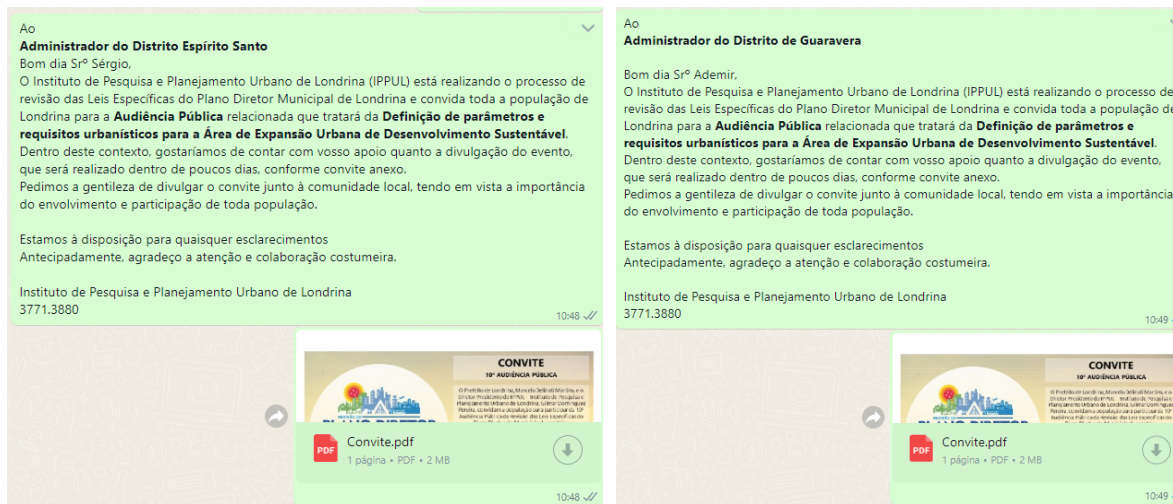 Ao
Administrador do Distrito Espírito Santo
Bom dia Srº Sérgio,
O Instituto de Pesquisa e Planejamento Urbano de Londrina (IPPUL) está realizando o processo de
revisão das Leis Específicas do Plano Diretor Municipal de Londrina e convida toda a população de
Londrina para a Audiência Pública relacionada que tratará da Definição de parâmetros e
requisitos urbanísticos para a Área de Expansão Urbana de Desenvolvimento Sustentável.
Dentro deste contexto, gostaríamos de contar com vosso apoio quanto a divulgação do evento,
que será realizado dentro de poucos dias, conforme convite anexo.
Pedimos a gentileza de divulgar o convite junto à comunidade local, tendo em vista a importância
do envolvimento e participação de toda população.
Estamos à disposição para quaisquer esclarecimentos
Antecipadamente, agradeço a atenção e colaboração costumeira.
Instituto de Pesquisa e Planejamento Urbano de Londrina
3771.3880
10:48
CONVITE
10ª AUDIÊNCIA PÚBLICA
PLANO DIRETOR
PDF
Convite.pdf
1 página • PDF • 2 MB
10:48
Ao
Administrador do Distrito de Guaravera
Bom dia Srº Ademir,
O Instituto de Pesquisa e Planejamento Urbano de Londrina (IPPUL) está realizando o processo de
revisão das Leis Específicas do Plano Diretor Municipal de Londrina e convida toda a população de
Londrina para a Audiência Pública relacionada que tratará da Definição de parâmetros e
requisitos urbanísticos para a Área de Expansão Urbana de Desenvolvimento Sustentável.
Dentro deste contexto, gostaríamos de contar com vosso apoio quanto a divulgação do evento,
que será realizado dentro de poucos dias, conforme convite anexo.
Pedimos a gentileza de divulgar o convite junto à comunidade local, tendo em vista a importância
do envolvimento e participação de toda população.
Estamos à disposição para quaisquer esclarecimentos
Antecipadamente, agradeço a atenção e colaboração costumeira.
Instituto de Pesquisa e Planejamento Urbano de Londrina
3771.3880
10:49
CONVITE
10ª AUDIÊNCIA PÚBLICA
PLANO DIRETOR
PDF
Convite.pdf
1 página • PDF • 2 MB
10:49